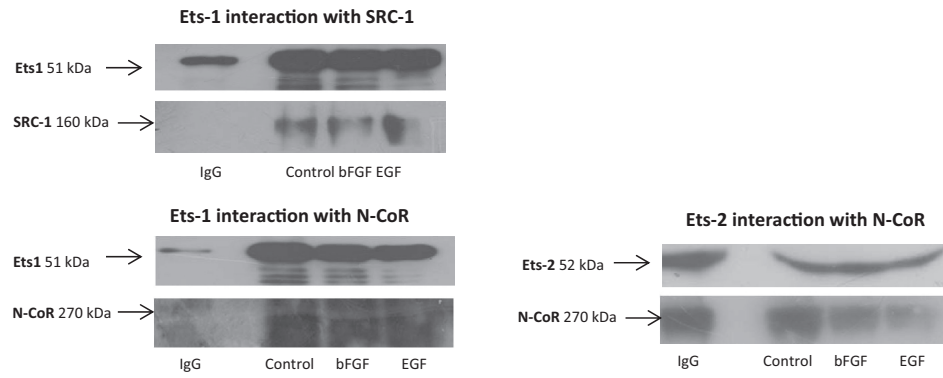 Ets-1 interaction with SRC-1
Ets1 51 kDa
SRC-1 160 kDa
IgG Control bFGF EGF
Ets-1 interaction with N-CoR
Ets1 51 kDa
N-CoR 270 kDa
IgG Control bFGF EGF
Ets-2 interaction with N-CoR
Ets-2 52 kDa
N-CoR 270 kDa
IgG Control bFGF EGF